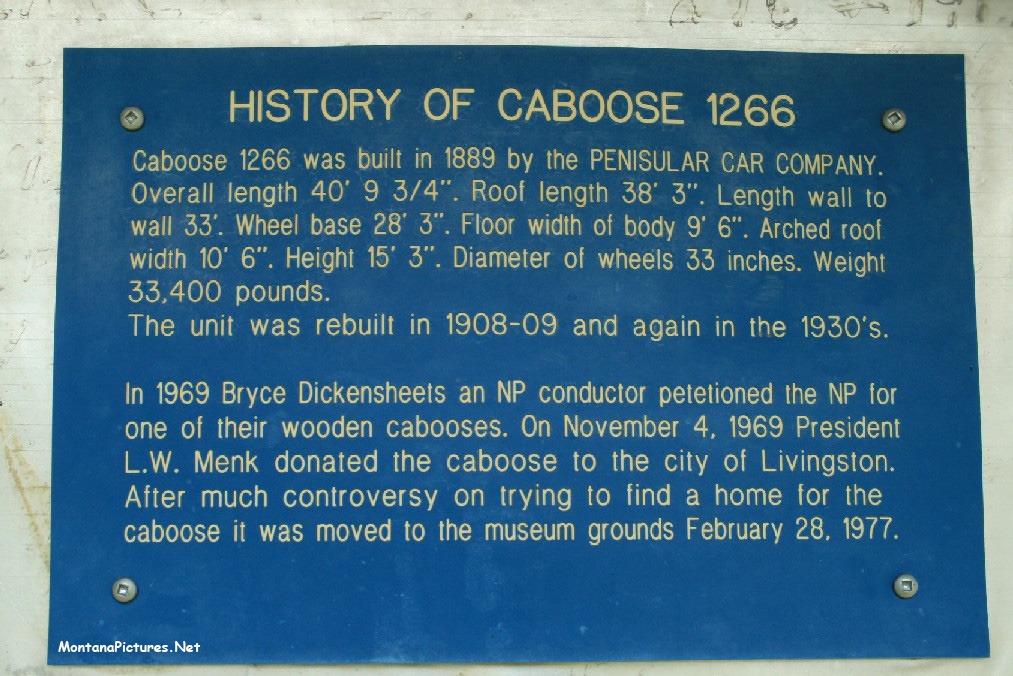 HISTORY OF CABOOSE 1266
Caboose 1266 was built in 1889 by the PENISULAR CAR COMPANY.
Overall length 40' 9 3/4". Roof length 38' 3". Length wall to
wall 33'. Wheel base 28' 3". Floor width of body 9' 6". Arched roof
width 10' 6". Height 15' 3". Diameter of wheels 33 inches. Weight
33,400 pounds.
The unit was rebuilt in 1908-09 and again in the 1930's.
In 1969 Bryce Dickensheets an NP conductor petetioned the NP for
one of their wooden cabooses. On November 4, 1969 President
L.W. Menk donated the caboose to the city of Livingston.
After much controversy on trying to find a home for the
caboose it was moved to the museum grounds February 28, 1977.
MontanaPictures.Net